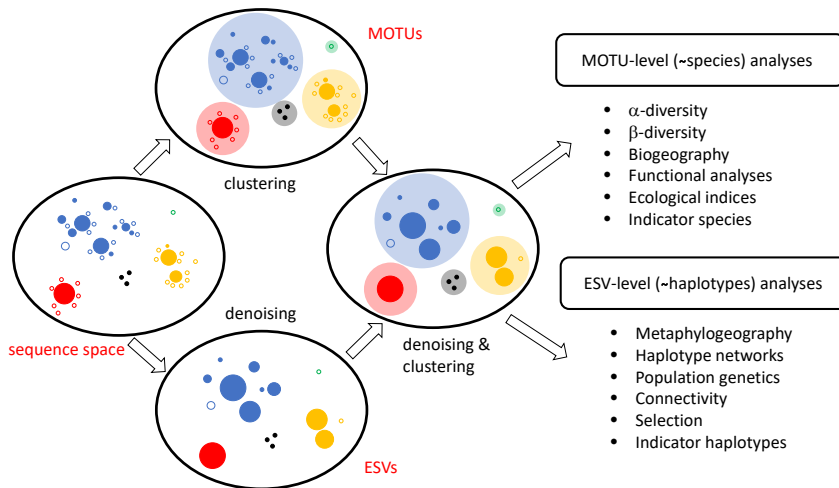 MOTUs
clustering
sequence space
denoising
ESVs
denoising &
clustering
MOTU-level (~species) analyses
• α-diversity
• β-diversity
• Biogeography
• Functional analyses
• Ecological indices
• Indicator species
ESV-level (~haplotypes) analyses
• Metaphylogeography
• Haplotype networks
• Population genetics
• Connectivity
• Selection
• Indicator haplotypes